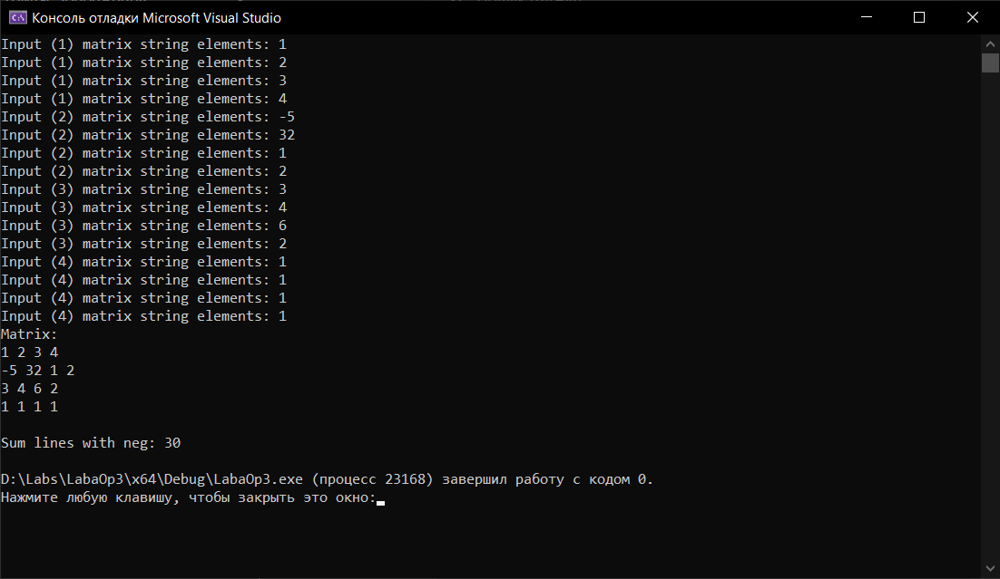 Консоль отладки Microsoft Visual Studio
Input (1) matrix string elements: 1
Input (1) matrix string elements: 2
Input (1) matrix string elements: 3
Input (1) matrix string elements: 4
Input (2) matrix string elements: -5
Input (2) matrix string elements: 32
Input (2) matrix string elements: 1
Input (2) matrix string elements: 2
Input (3) matrix string elements: 3
Input (3) matrix string elements: 4
Input (3) matrix string elements: 6
Input (3) matrix string elements: 2
Input (4) matrix string elements: 1
Input (4) matrix string elements: 1
Input (4) matrix string elements: 1
Input (4) matrix string elements: 1
Matrix:
1 2 3 4
-5 32 1 2
3 4 6 2
1 1 1 1
Sum lines with neg: 30
D:\Labs\LabaOp3\x64\Debug\LabaOp3.exe (процесс 23168) завершил работу с кодом 0.
Нажмите любую клавишу, чтобы закрыть это окно: